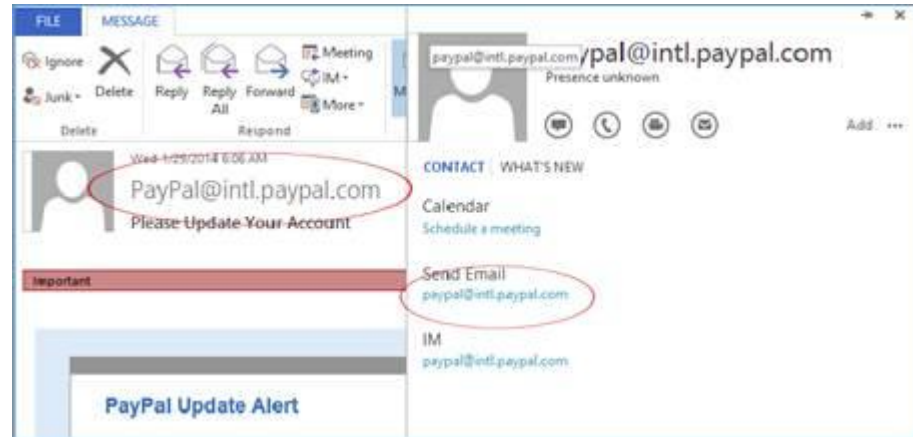 FILE MESSAGE
Ignore
Junk
Delete
Reply
Reply All
Forward
Meeting
IM
More
M
Delete
Respond
Wed 1/29/2014 6:06 AM
PayPal@intl.paypal.com
Please Update Your Account
Important
PayPal Update Alert
paypal@intl.paypal.com
ypal@intl.paypal.com
Presence unknown
Add
CONTACT WHAT'S NEW
Calendar
Schedule a meeting
Send Email
paypal@intl.paypal.com
IM
paypal@intl.paypal.com